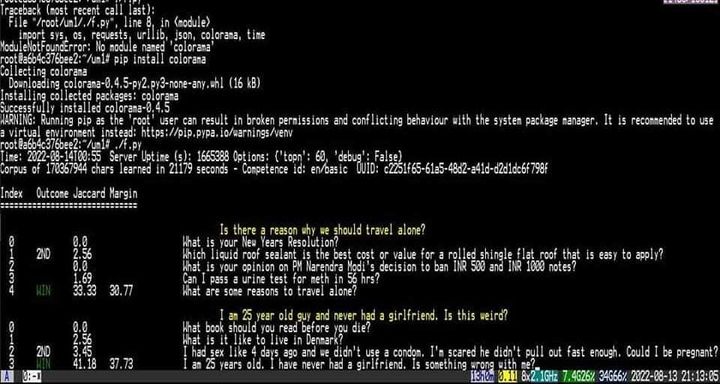 Traceback (most recent call last):
File "/root/um1/./f.py", line 8, in <module>
import sys, os, requests, urllib, json, colorama, time
ModuleNotFoundError: No module named 'colorama'
root@a6b4c376bee2:~/um1# pip install colorama
Collecting colorama
Downloading colorama-0.4.5-py2.py3-none-any.whl (16 kB)
Installing collected packages: colorama
Successfully installed colorama-0.4.5
WARNING: Running pip as the 'root' user can result in broken permissions and conflicting behaviour with the system package manager. It is recommended to use
a virtual environment instead: https://pip.pypa.io/warnings/venv
root@a6b4c376bee2:~/um1# ./f.py
Time: 2022-08-14T00:55 Server Uptime (s): 1665388 Options: {'topn': 60, 'debug': False}
Corpus of 170367944 chars learned in 21179 seconds - Competence id: en/basic UUID: c2251f65-61a5-48d2-a41d-d2d1dc6f798f
Index Outcome Jaccard Margin
=============================
Is there a reason why we should travel alone?
0 0.0 What is your New Years Resolution?
1 2ND 2.56 Which liquid roof sealant is the best cost or value for a rolled shingle flat roof that is easy to apply?
2 0.0 What is your opinion on PM Narendra Modi's decision to ban INR 500 and INR 1000 notes?
3 1.69 Can I pass a urine test for meth in 56 hrs?
4 WIN 33.33 30.77 What are some reasons to travel alone?
I am 25 year old guy and never had a girlfriend. Is this weird?
0 0.0 What book should you read before you die?
1 2.56 What is it like to live in Denmark?
2 2ND 3.45 I had sex like 4 days ago and we didn't use a condom. I'm scared he didn't pull out fast enough. Could I be pregnant?
3 WIN 41.18 37.73 I am 25 years old. I have never had a girlfriend. Is something wrong with me?
A 0:-* 13h0m 0.11 8x2.1GHz 7.4G26% 34G66% 2022-08-13 21:13:05